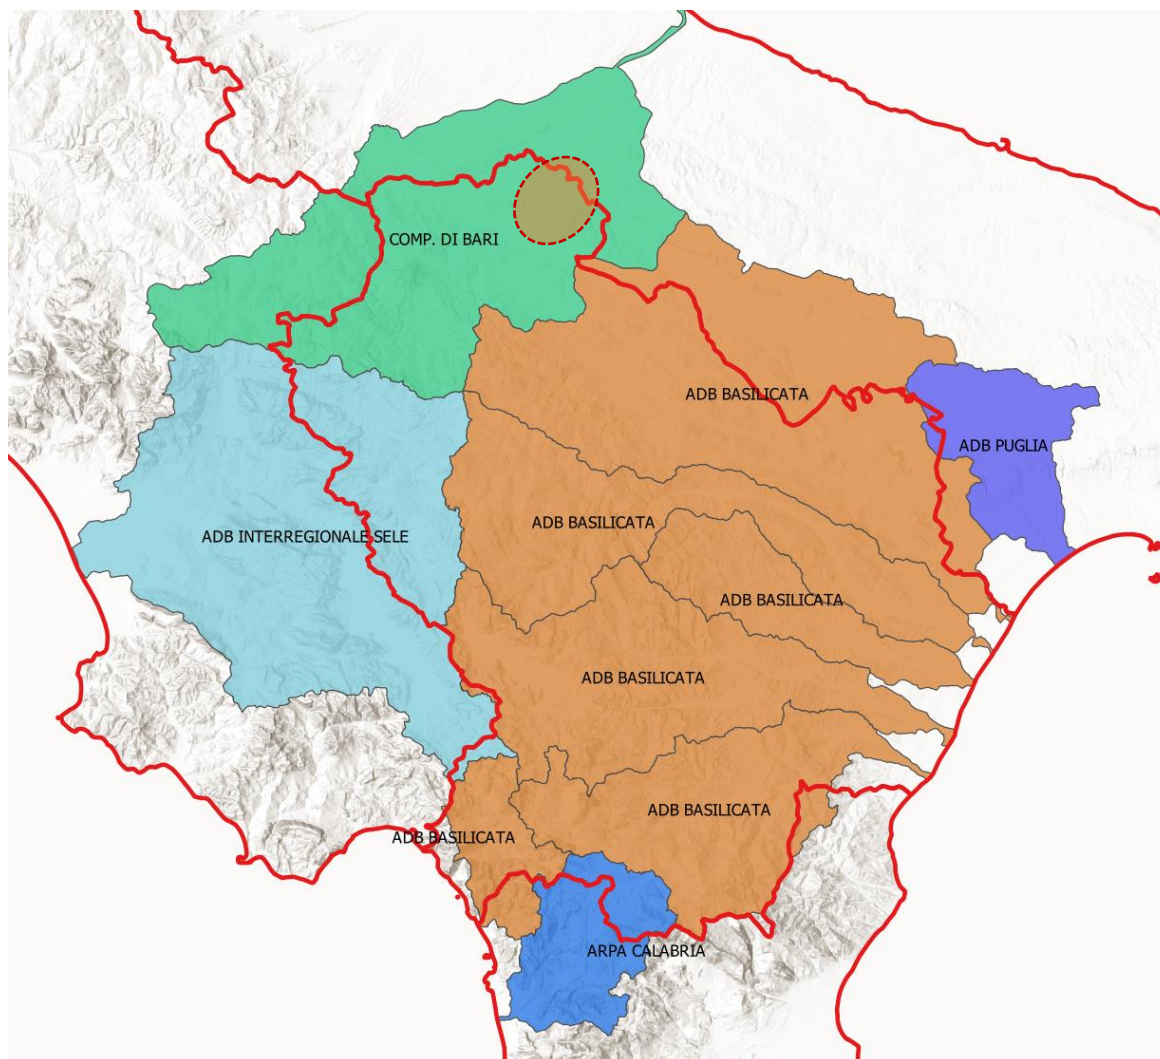 COMP. DI BARI
ADB BASILICATA
ADB PUGLIA
ADB BASILICATA
ADB INTERREGIONALE SELE
ADB BASILICATA
ADB BASILICATA
ADB BASILICATA
ADB BASILICATA
ARPA CALABRIA